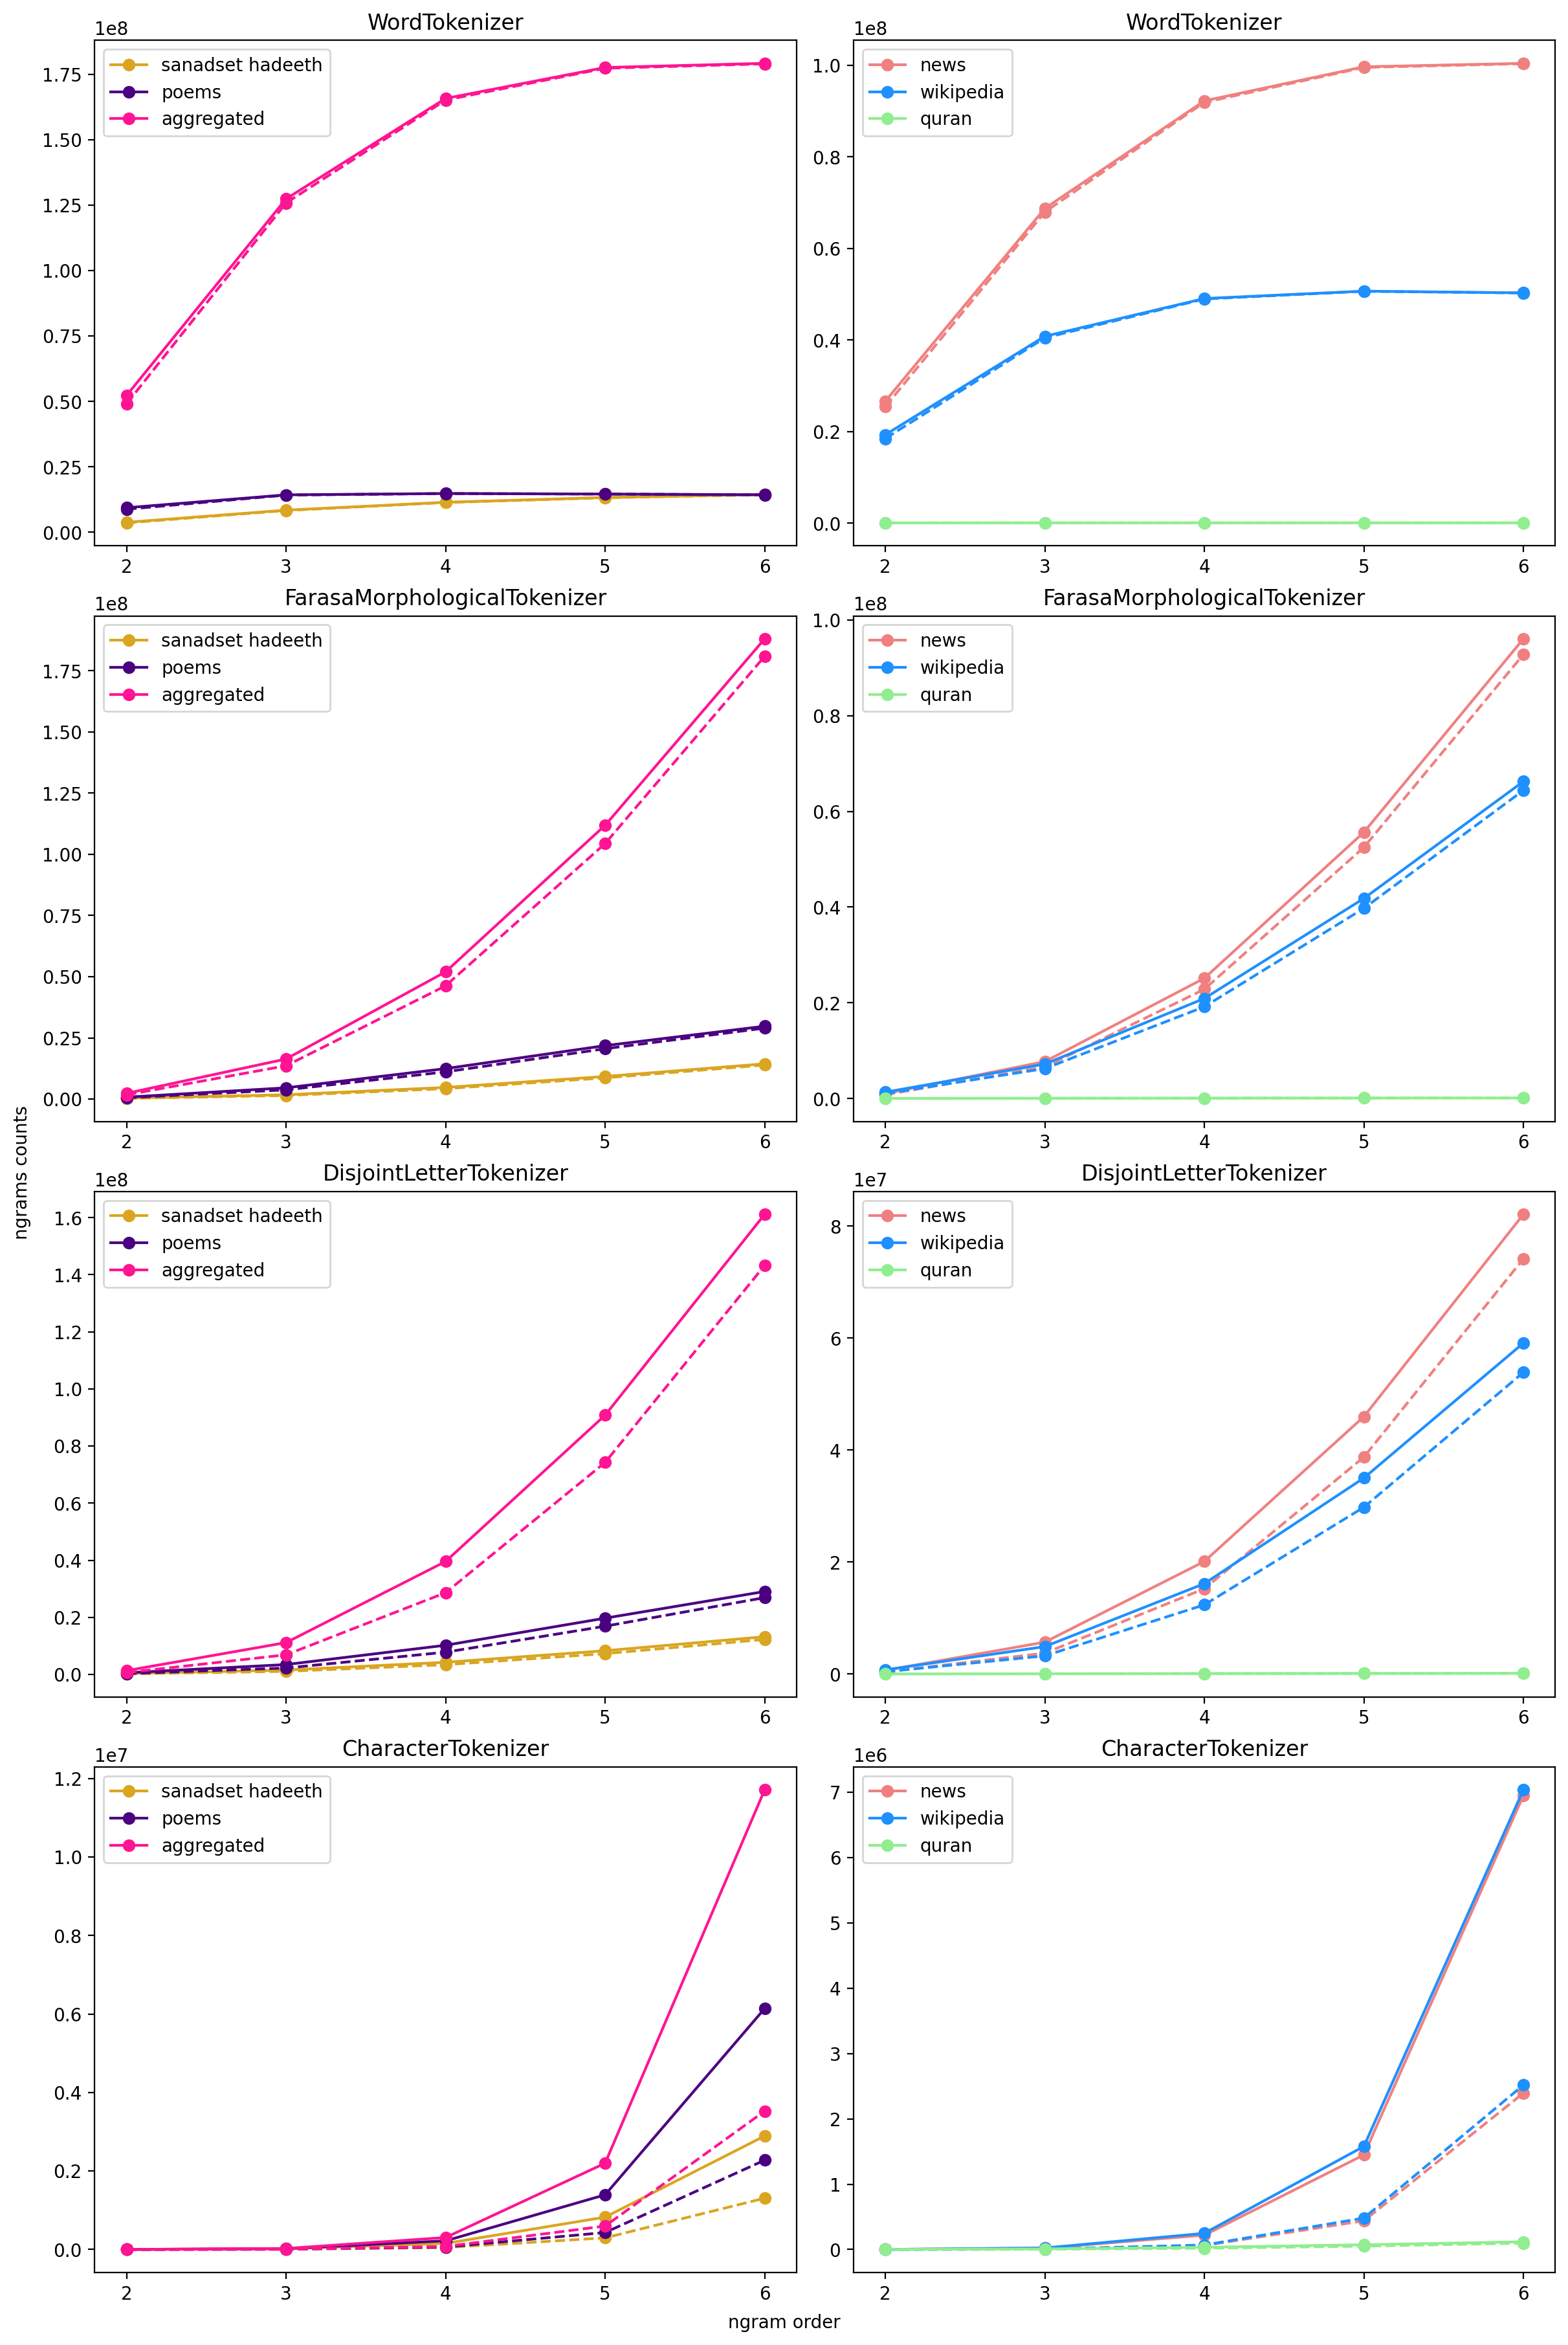 WordTokenizer
1e8
sanadset hadeeth
poems
aggregated
1.75
1.50
1.25
1.00
0.75
0.50
0.25
0.00
2 3 4 5 6
WordTokenizer
1e8
news
wikipedia
quran
1.0
0.8
0.6
0.4
0.2
0.0
2 3 4 5 6
FarasaMorphologicalTokenizer
1e8
sanadset hadeeth
poems
aggregated
1.75
1.50
1.25
1.00
0.75
0.50
0.25
0.00
2 3 4 5 6
FarasaMorphologicalTokenizer
1e8
news
wikipedia
quran
1.0
0.8
0.6
0.4
0.2
0.0
2 3 4 5 6
ngrams counts
DisjointLetterTokenizer
1e8
sanadset hadeeth
poems
aggregated
1.6
1.4
1.2
1.0
0.8
0.6
0.4
0.2
0.0
2 3 4 5 6
DisjointLetterTokenizer
1e7
news
wikipedia
quran
8
6
4
2
0
2 3 4 5 6
CharacterTokenizer
1e7
sanadset hadeeth
poems
aggregated
1.2
1.0
0.8
0.6
0.4
0.2
0.0
2 3 4 5 6
CharacterTokenizer
1e6
news
wikipedia
quran
7
6
5
4
3
2
1
0
2 3 4 5 6
ngram order